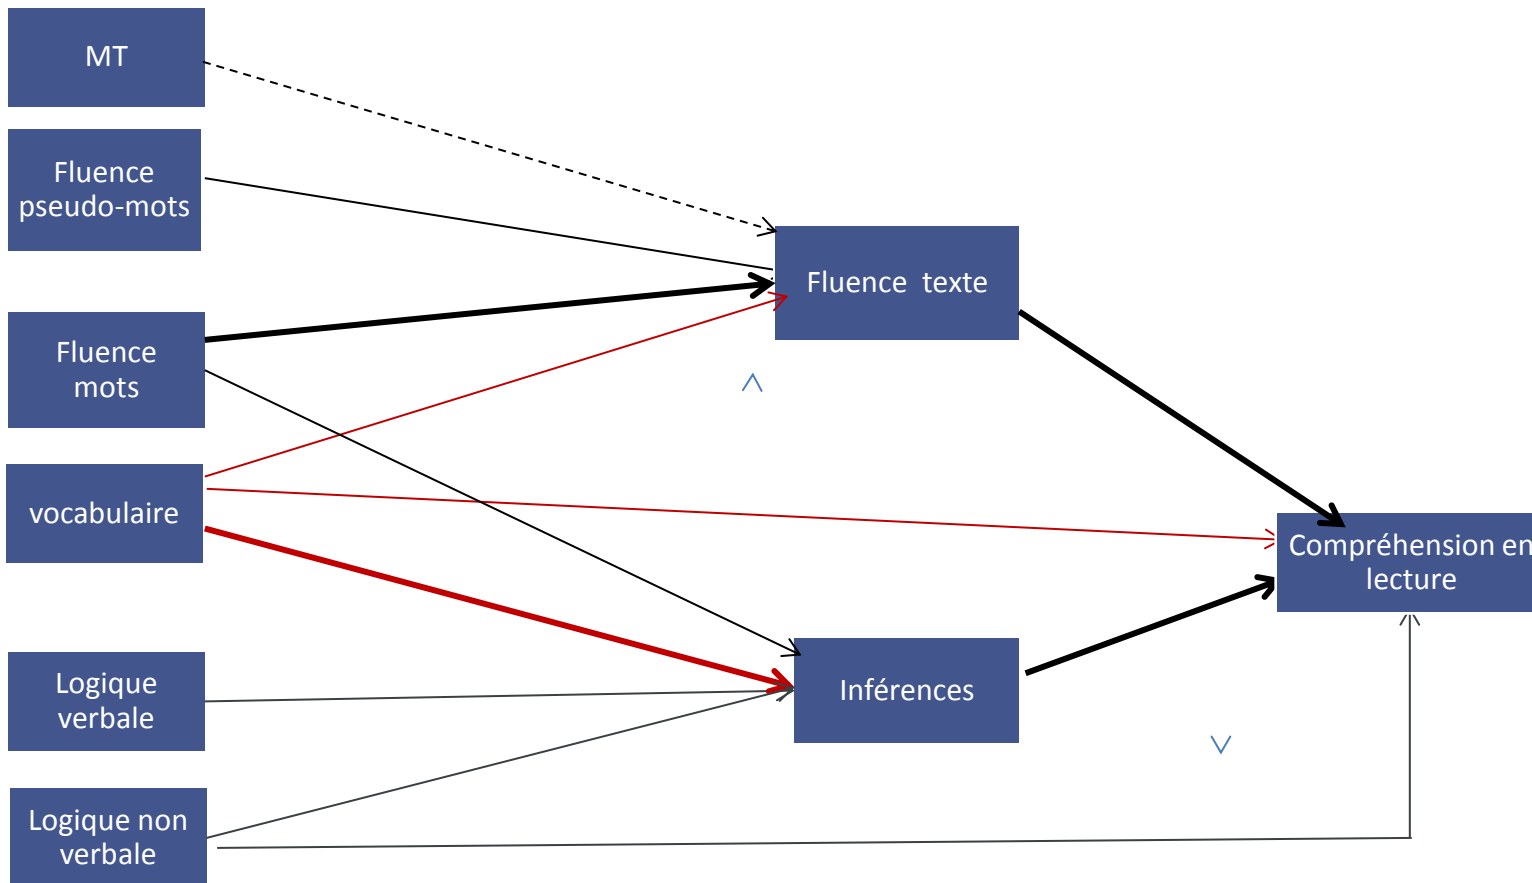 MT
Fluence
pseudo-mots
Fluence
mots
vocabulaire
Logique
verbale
Logique non
verbale
Fluence texte
Inférences
Compréhension en
lecture